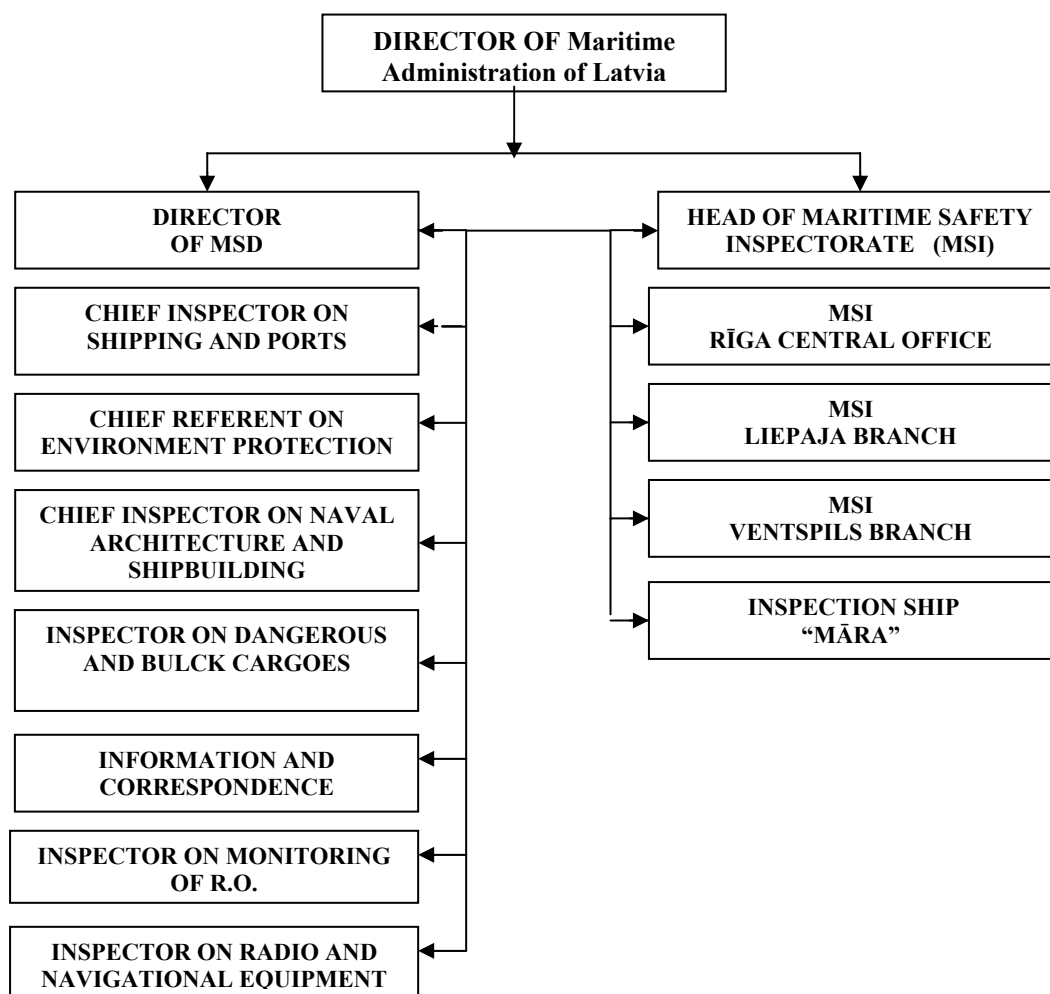 DIRECTOR OF Maritime
Administration of Latvia
DIRECTOR
OF MSD
HEAD OF MARITIME SAFETY
INSPECTORATE (MSI)
CHIEF INSPECTOR ON
SHIPPING AND PORTS
MSI
RĪGA CENTRAL OFFICE
CHIEF REFERENT ON
ENVIRONMENT PROTECTION
MSI
LIEPAJA BRANCH
CHIEF INSPECTOR ON NAVAL
ARCHITECTURE AND
SHIPBUILDING
MSI
VENTSPILS BRANCH
INSPECTOR ON DANGEROUS
AND BULCK CARGOES
INSPECTION SHIP
“MĀRA”
INFORMATION AND
CORRESPONDENCE
INSPECTOR ON MONITORING
OF R.O.
INSPECTOR ON RADIO AND
NAVIGATIONAL EQUIPMENT